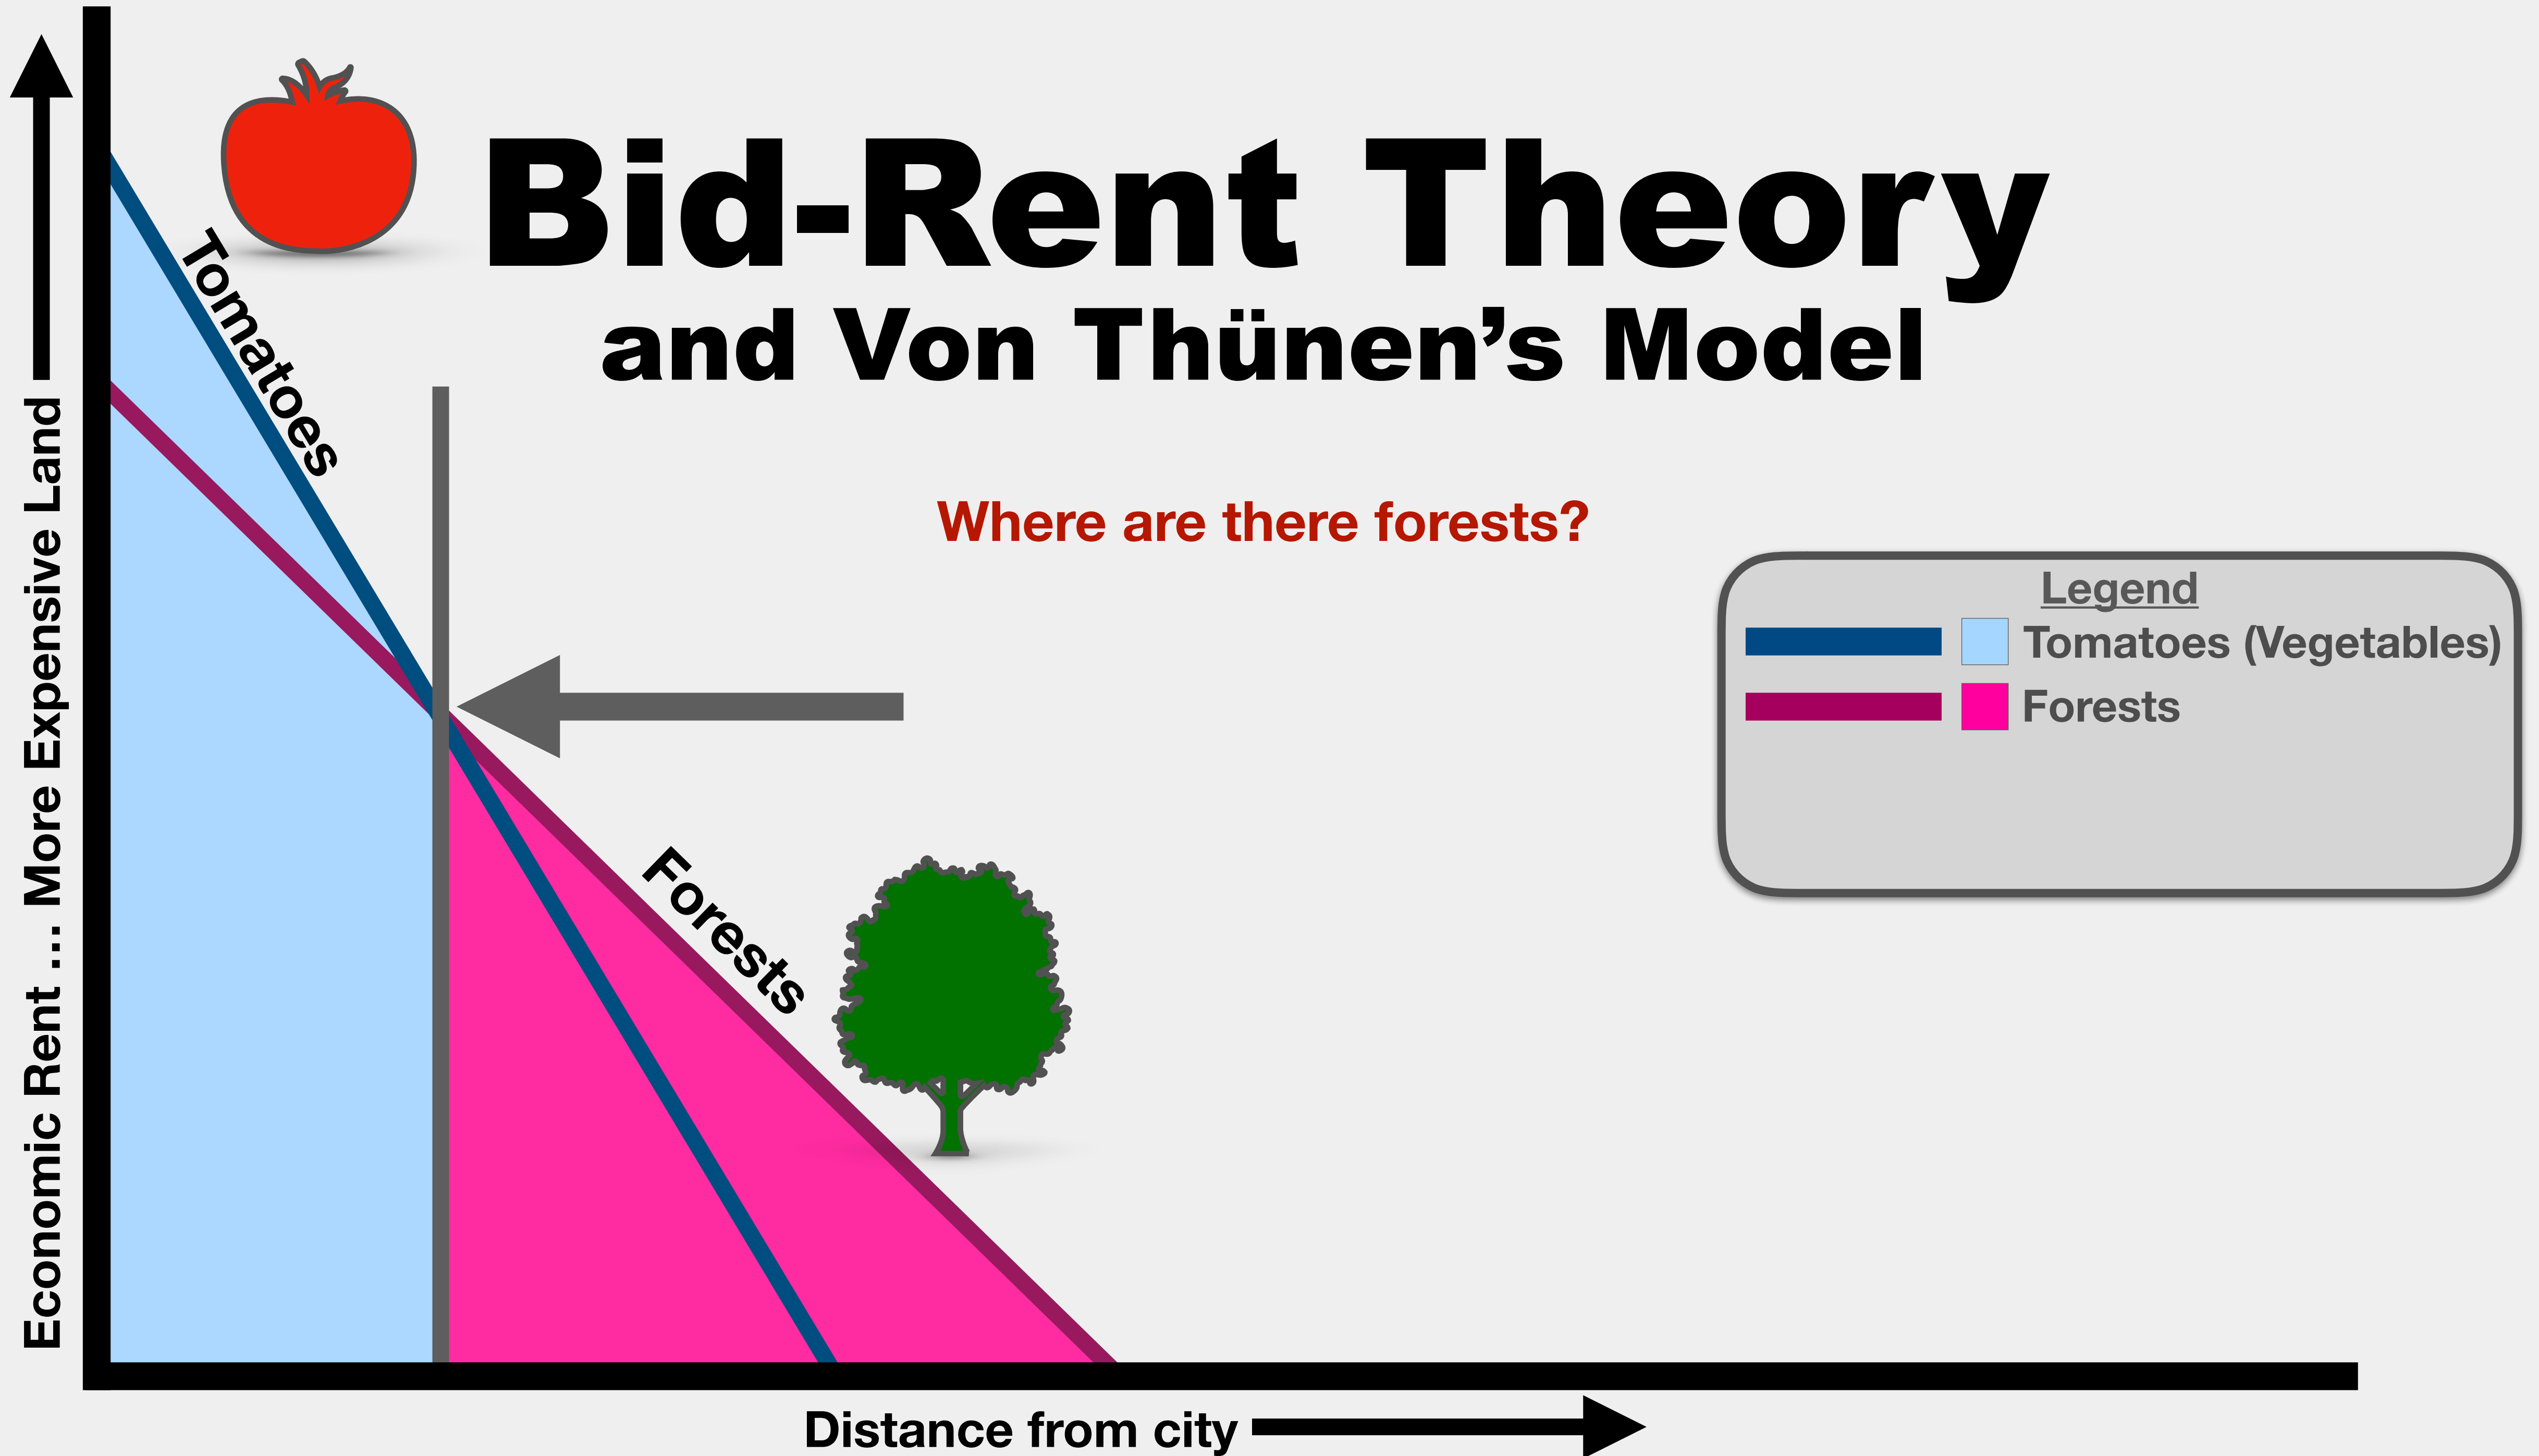 Bid-Rent Theory
and Von Thünen’s Model
Tomatoes
Where are there forests?
Legend
Tomatoes (Vegetables)
Forests
Forests
Economic Rent ... More Expensive Land
Distance from city